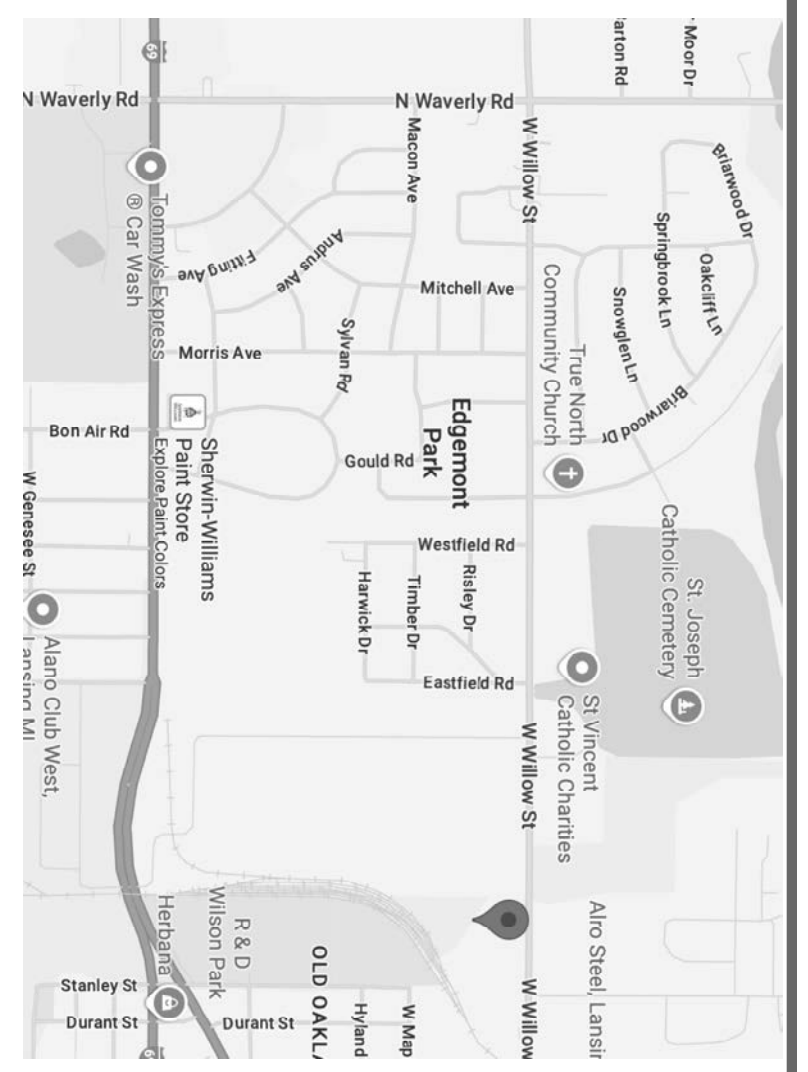 69
N Waverly Rd
N Waverly Rd
arton Rd
Moor Dr
Macon Ave
W Willow St
Briarwood Dr
Tommy's Express
® Car Wash
Fitting Ave
Andrus Ave
Springbrook Ln
Oakcliff Ln
Mitchell Ave
Snowglen Ln
True North
Community Church
Morris Ave
Sylvan Rd
Edgemont
Park
Briarwood Dr
Bon Air Rd
Sherwin-Williams
Paint Store
Explore Paint Colors
Gould Rd
W Genesee St
Westfield Rd
Harwick Dr
Timber Dr
Risley Dr
St. Joseph
Catholic Cemetery
Alano Club West,
Lansing MI
Eastfield Rd
St Vincent
Catholic Charities
W Willow St
Herbana
R & D
Wilson Park
Alro Steel, Lansin
Stanley St
Durant St
Durant St
OLD OAKLA
Hyland
W Map
W Willow
6